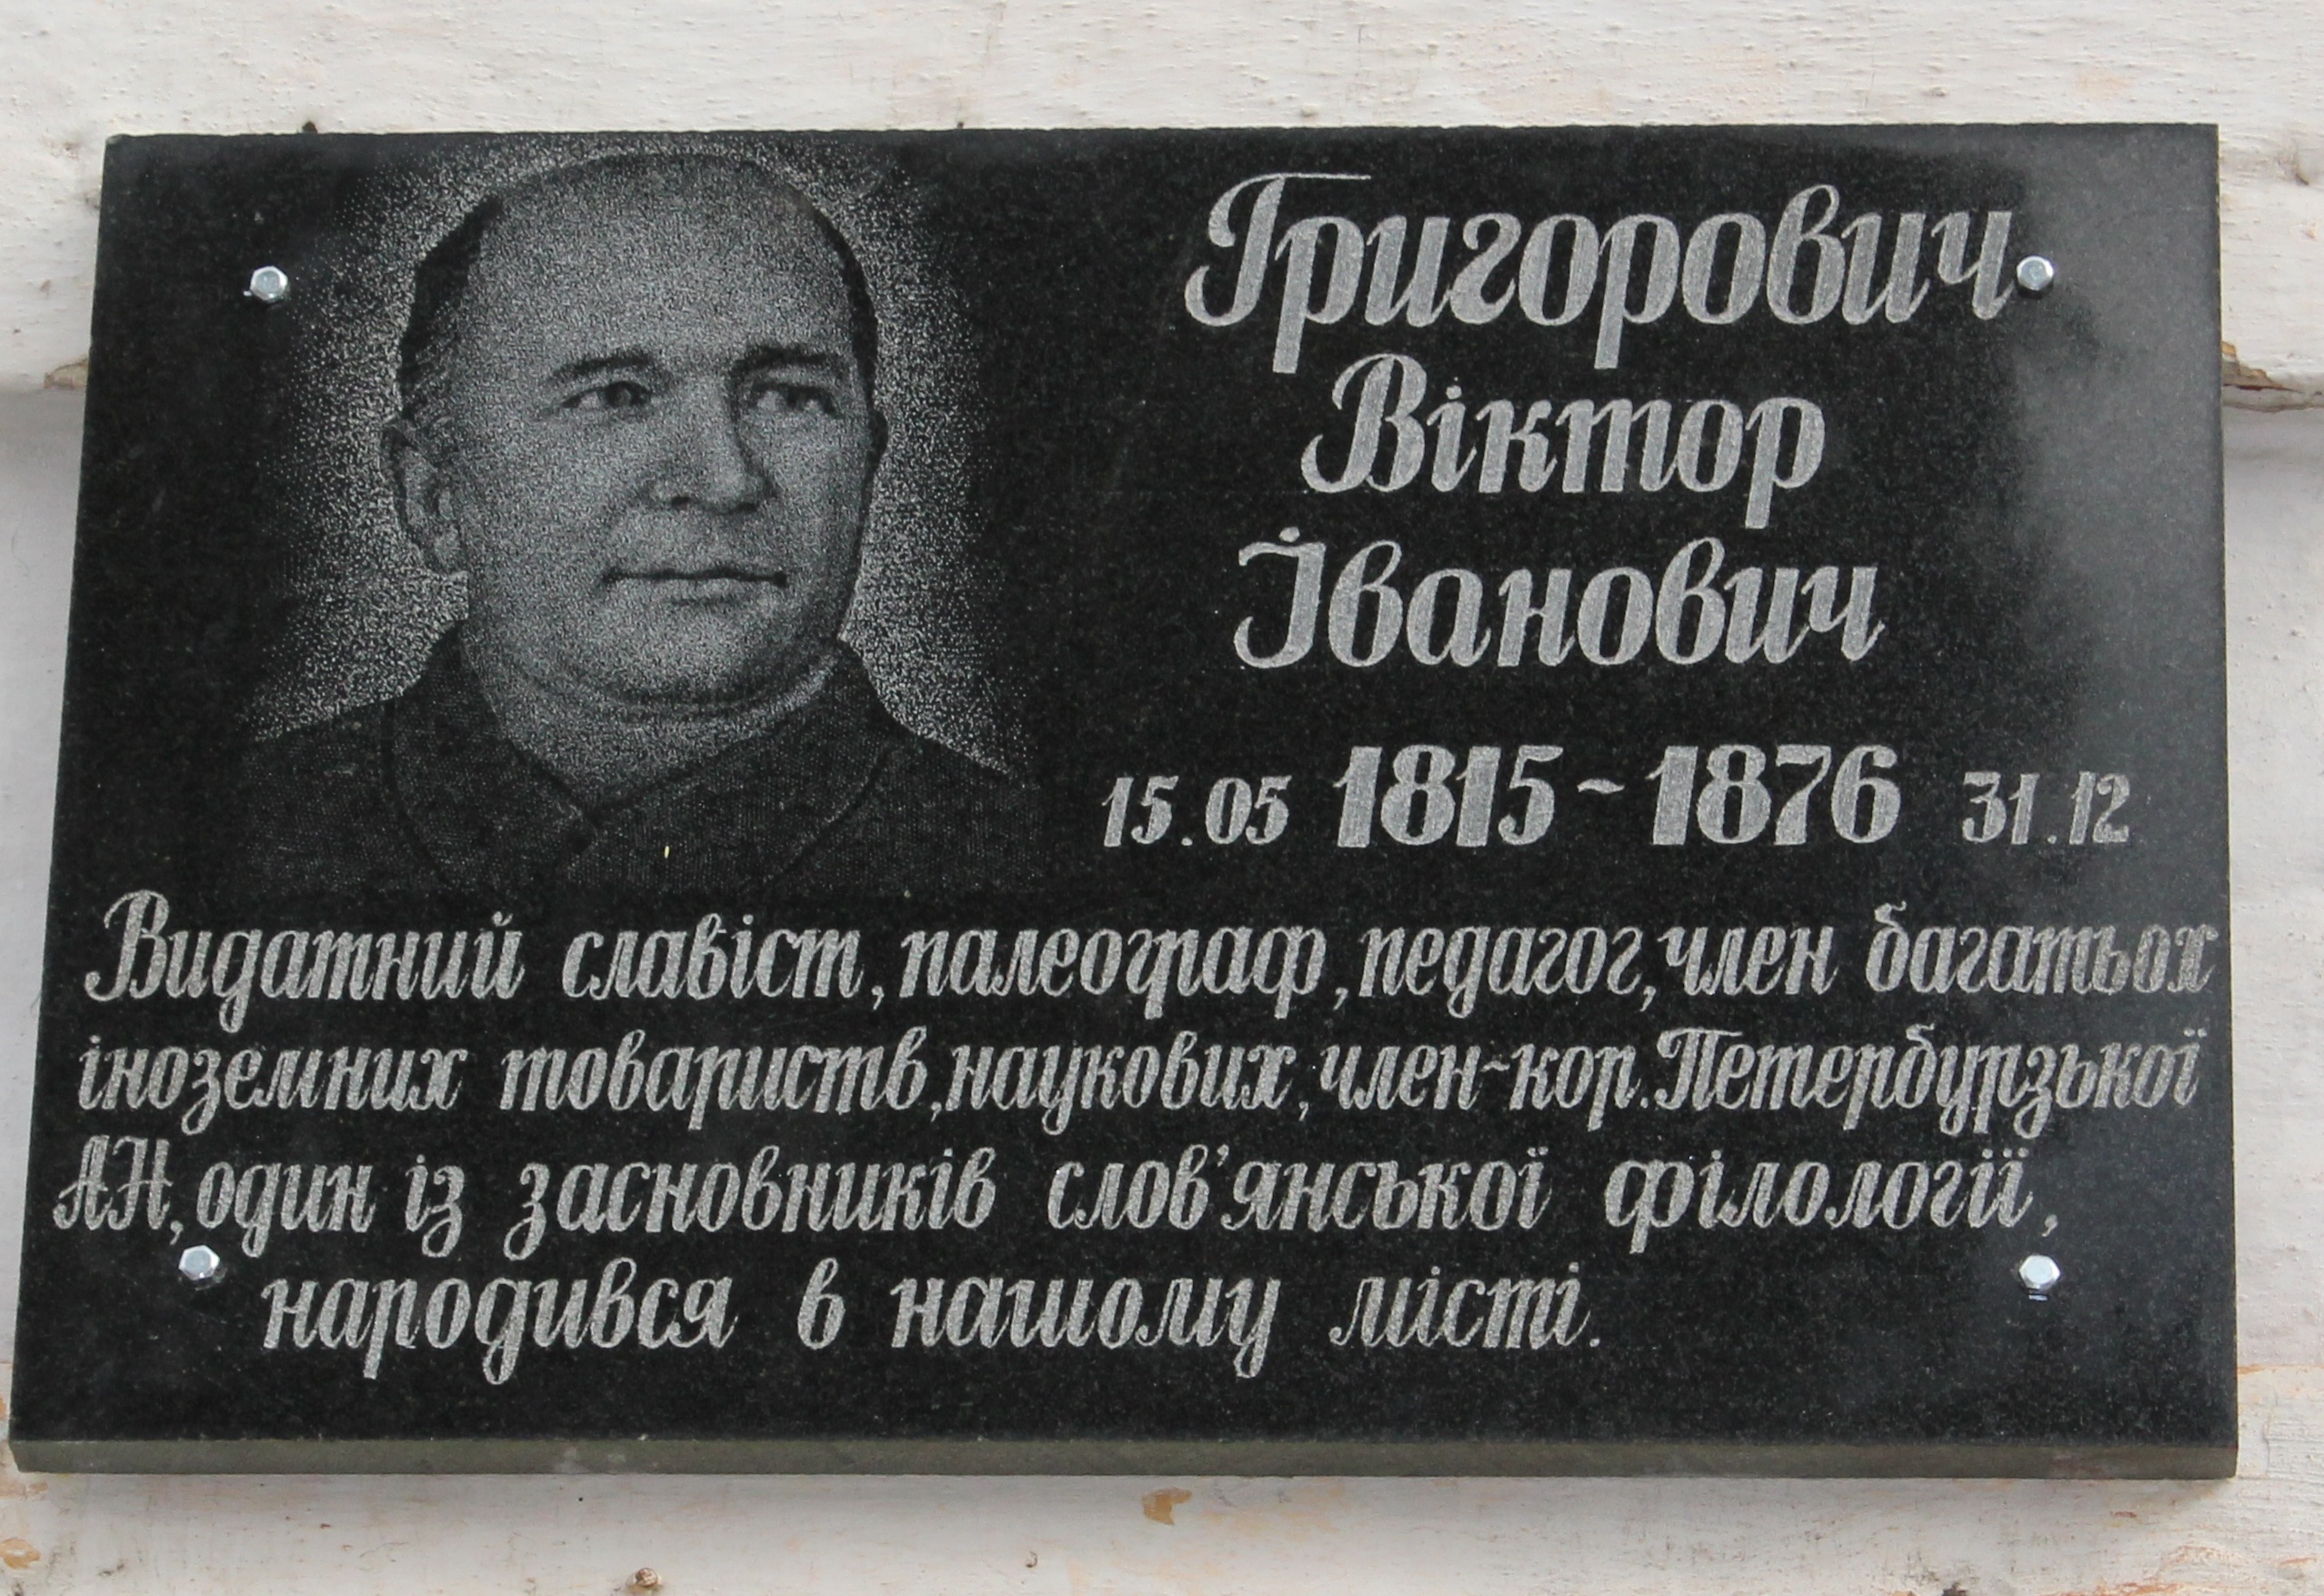 Григорович
Віктор
Іванович
15.05 1815~1876 31.12
Видатний славіст, палеограф, педагог, член багатьох
іноземних товариств, наукових, член-кор. Петербурзької
АН, один із засновників слов'янської філології,
народився в нашому місті.